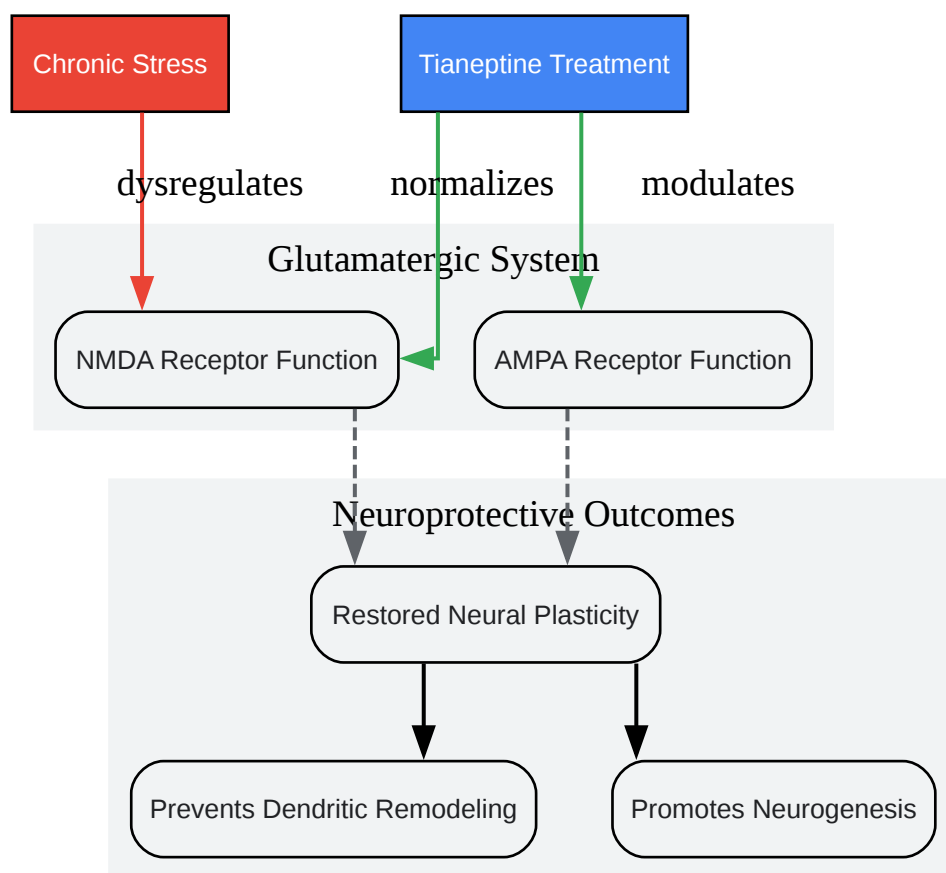 Chronic Stress
Tianeptine Treatment
dysregulates
normalizes
modulates
Glutamatergic System
NMDA Receptor Function
AMPA Receptor Function
Neuroprotective Outcomes
Restored Neural Plasticity
Prevents Dendritic Remodeling
Promotes Neurogenesis